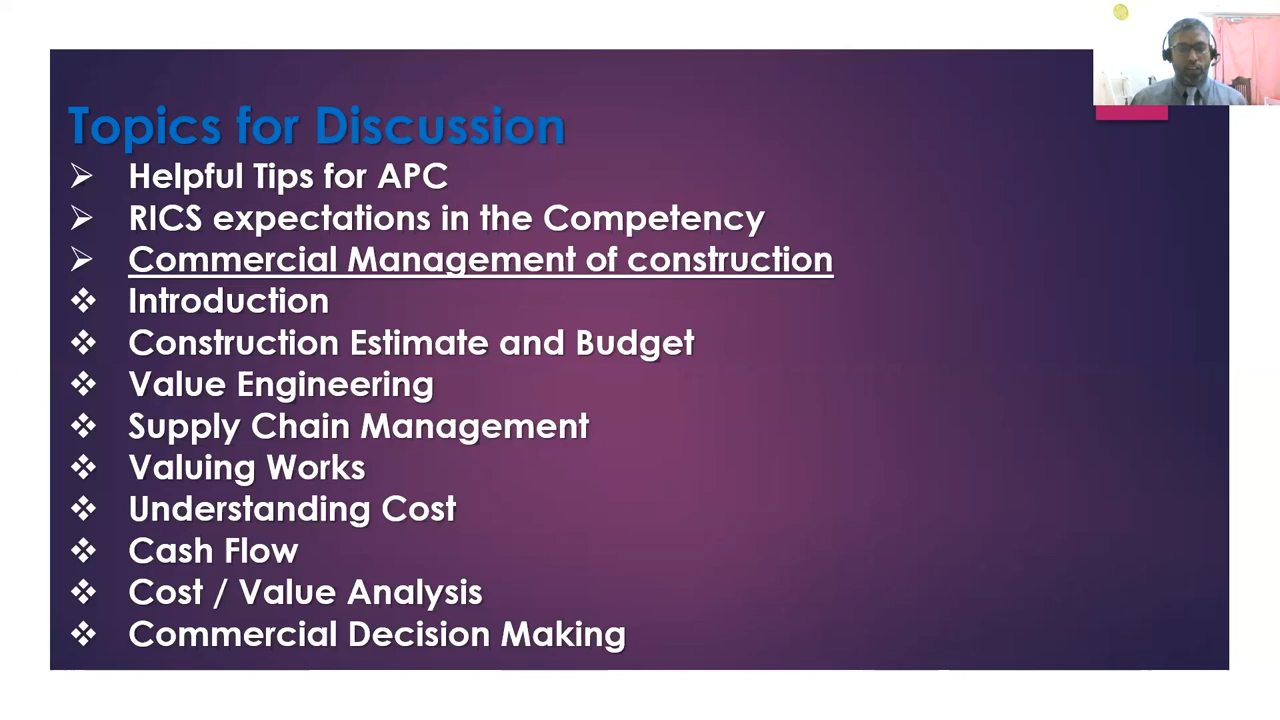 Topics for Discussion
Helpful Tips for APC
RICS expectations in the Competency
Commercial Management of construction
Introduction
Construction Estimate and Budget
Value Engineering
Supply Chain Management
Valuing Works
Understanding Cost
Cash Flow
Cost / Value Analysis
Commercial Decision Making